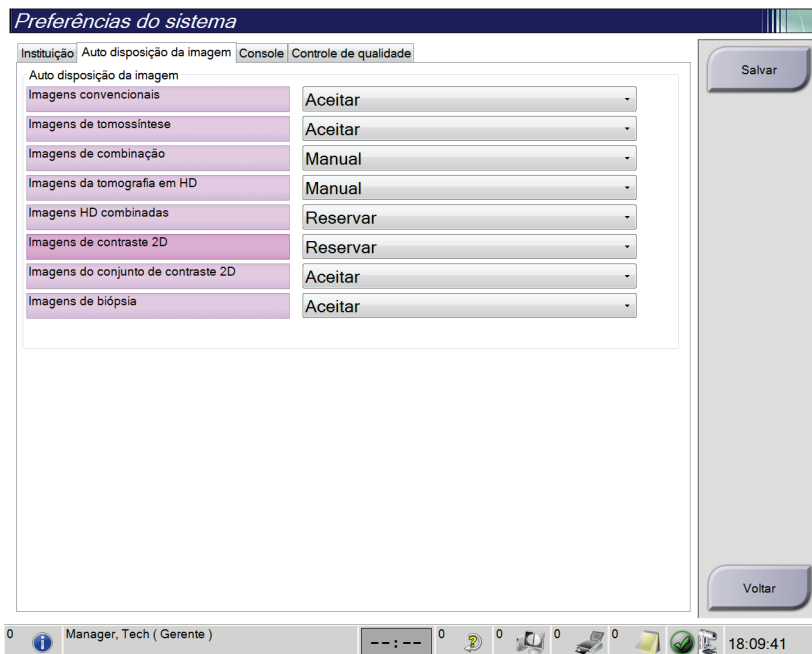 Preferências do sistema
Instituição Auto disposição da imagem Console Controle de qualidade
Auto disposição da imagem
Imagens convencionais Aceitar
Imagens de tomossíntese Aceitar
Imagens de combinação Manual
Imagens da tomografia em HD Manual
Imagens HD combinadas Reservar
Imagens de contraste 2D Reservar
Imagens do conjunto de contraste 2D Aceitar
Imagens de biópsia Aceitar
Salvar
Voltar
0 Manager, Tech ( Gerente ) --:-- 0 0 0 0 18:09:41